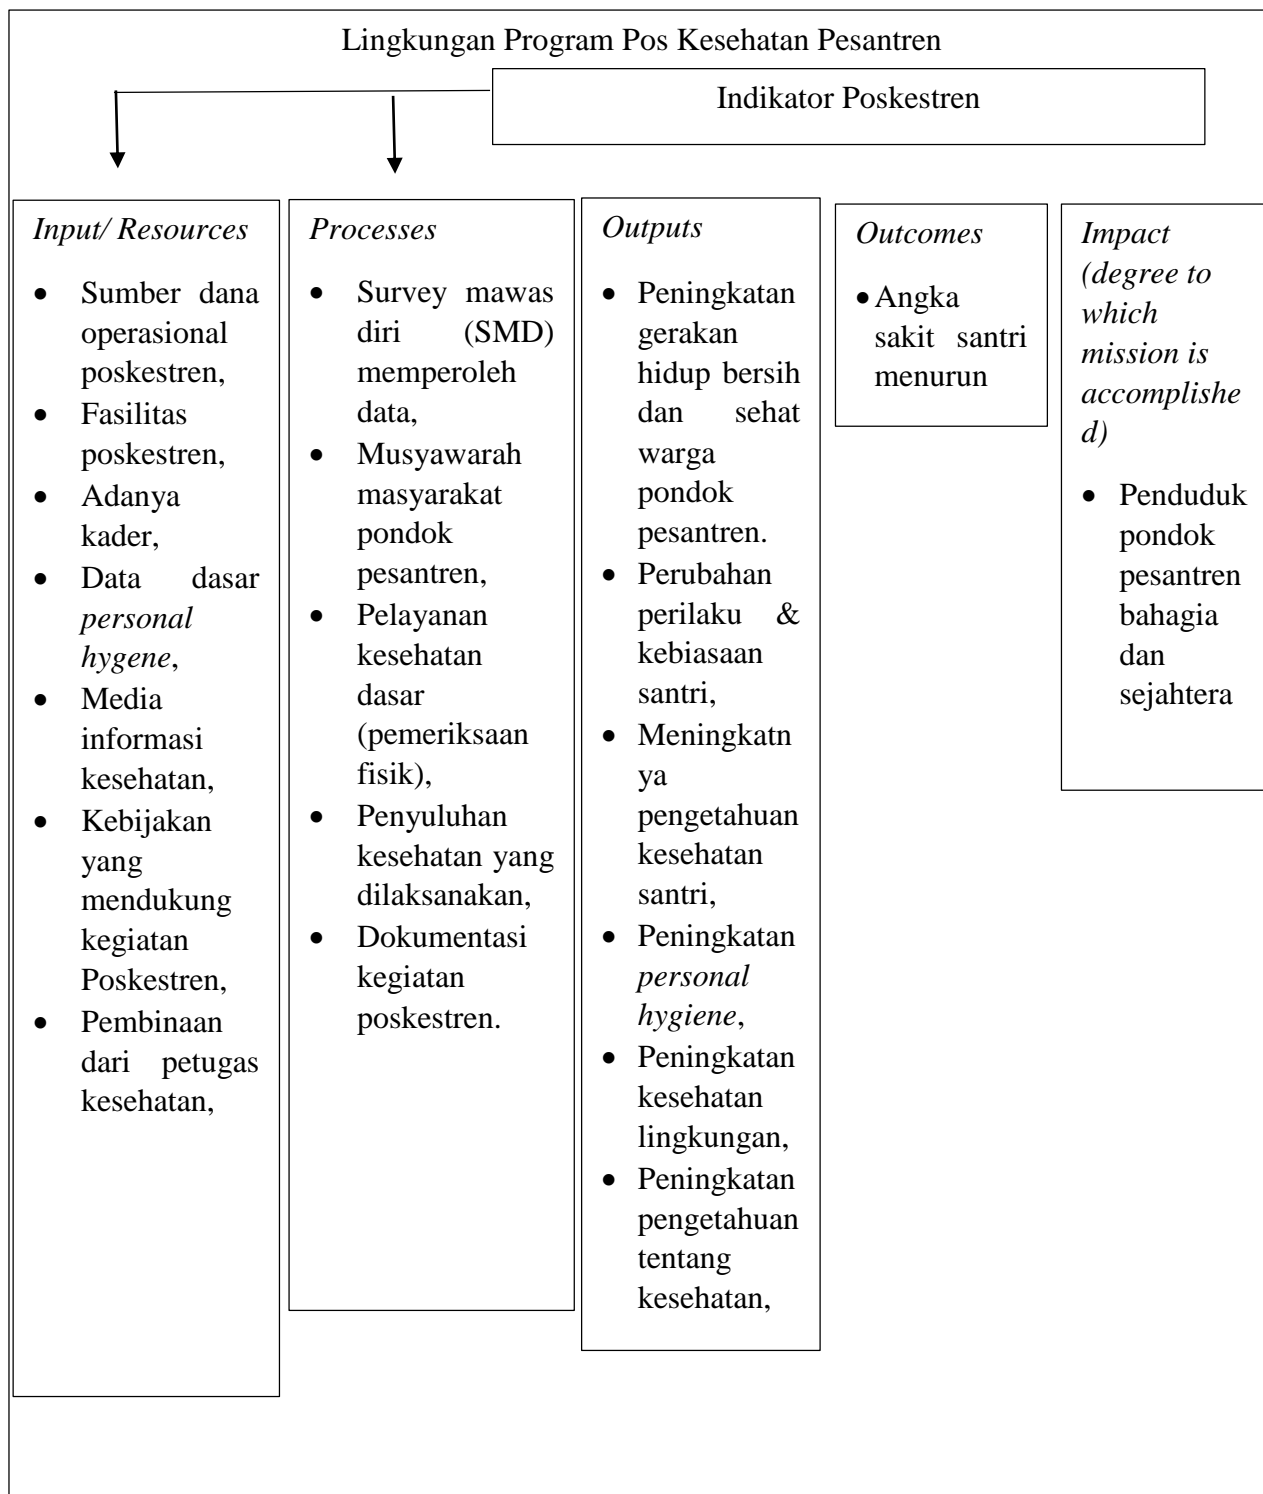 Lingkungan Program Pos Kesehatan Pesantren
Indikator Poskestren
Input/ Resources
• Sumber dana
operasional
poskestren,
• Fasilitas
poskestren,
• Adanya
kader,
• Data dasar
personal
hygene,
• Media
informasi
kesehatan,
• Kebijakan
yang
mendukung
kegiatan
Poskestren,
• Pembinaan
dari petugas
kesehatan,
Processes
• Survey mawas
diri (SMD)
memperoleh
data,
• Musyawarah
masyarakat
pondok
pesantren,
• Pelayanan
kesehatan
dasar
(pemeriksaan
fisik),
• Penyuluhan
kesehatan yang
dilaksanakan,
• Dokumentasi
kegiatan
poskestren.
Outputs
• Peningkatan
gerakan
hidup bersih
dan sehat
warga
pondok
pesantren.
• Perubahan
perilaku &
kebiasaan
santri,
• Meningkatn
ya
pengetahuan
kesehatan
santri,
• Peningkatan
personal
hygiene,
• Peningkatan
kesehatan
lingkungan,
• Peningkatan
pengetahuan
tentang
kesehatan,
Outcomes
• Angka
sakit santri
menurun
Impact
(degree to
which
mission is
accomplishe
d)
• Penduduk
pondok
pesantren
bahagia
dan
sejahtera